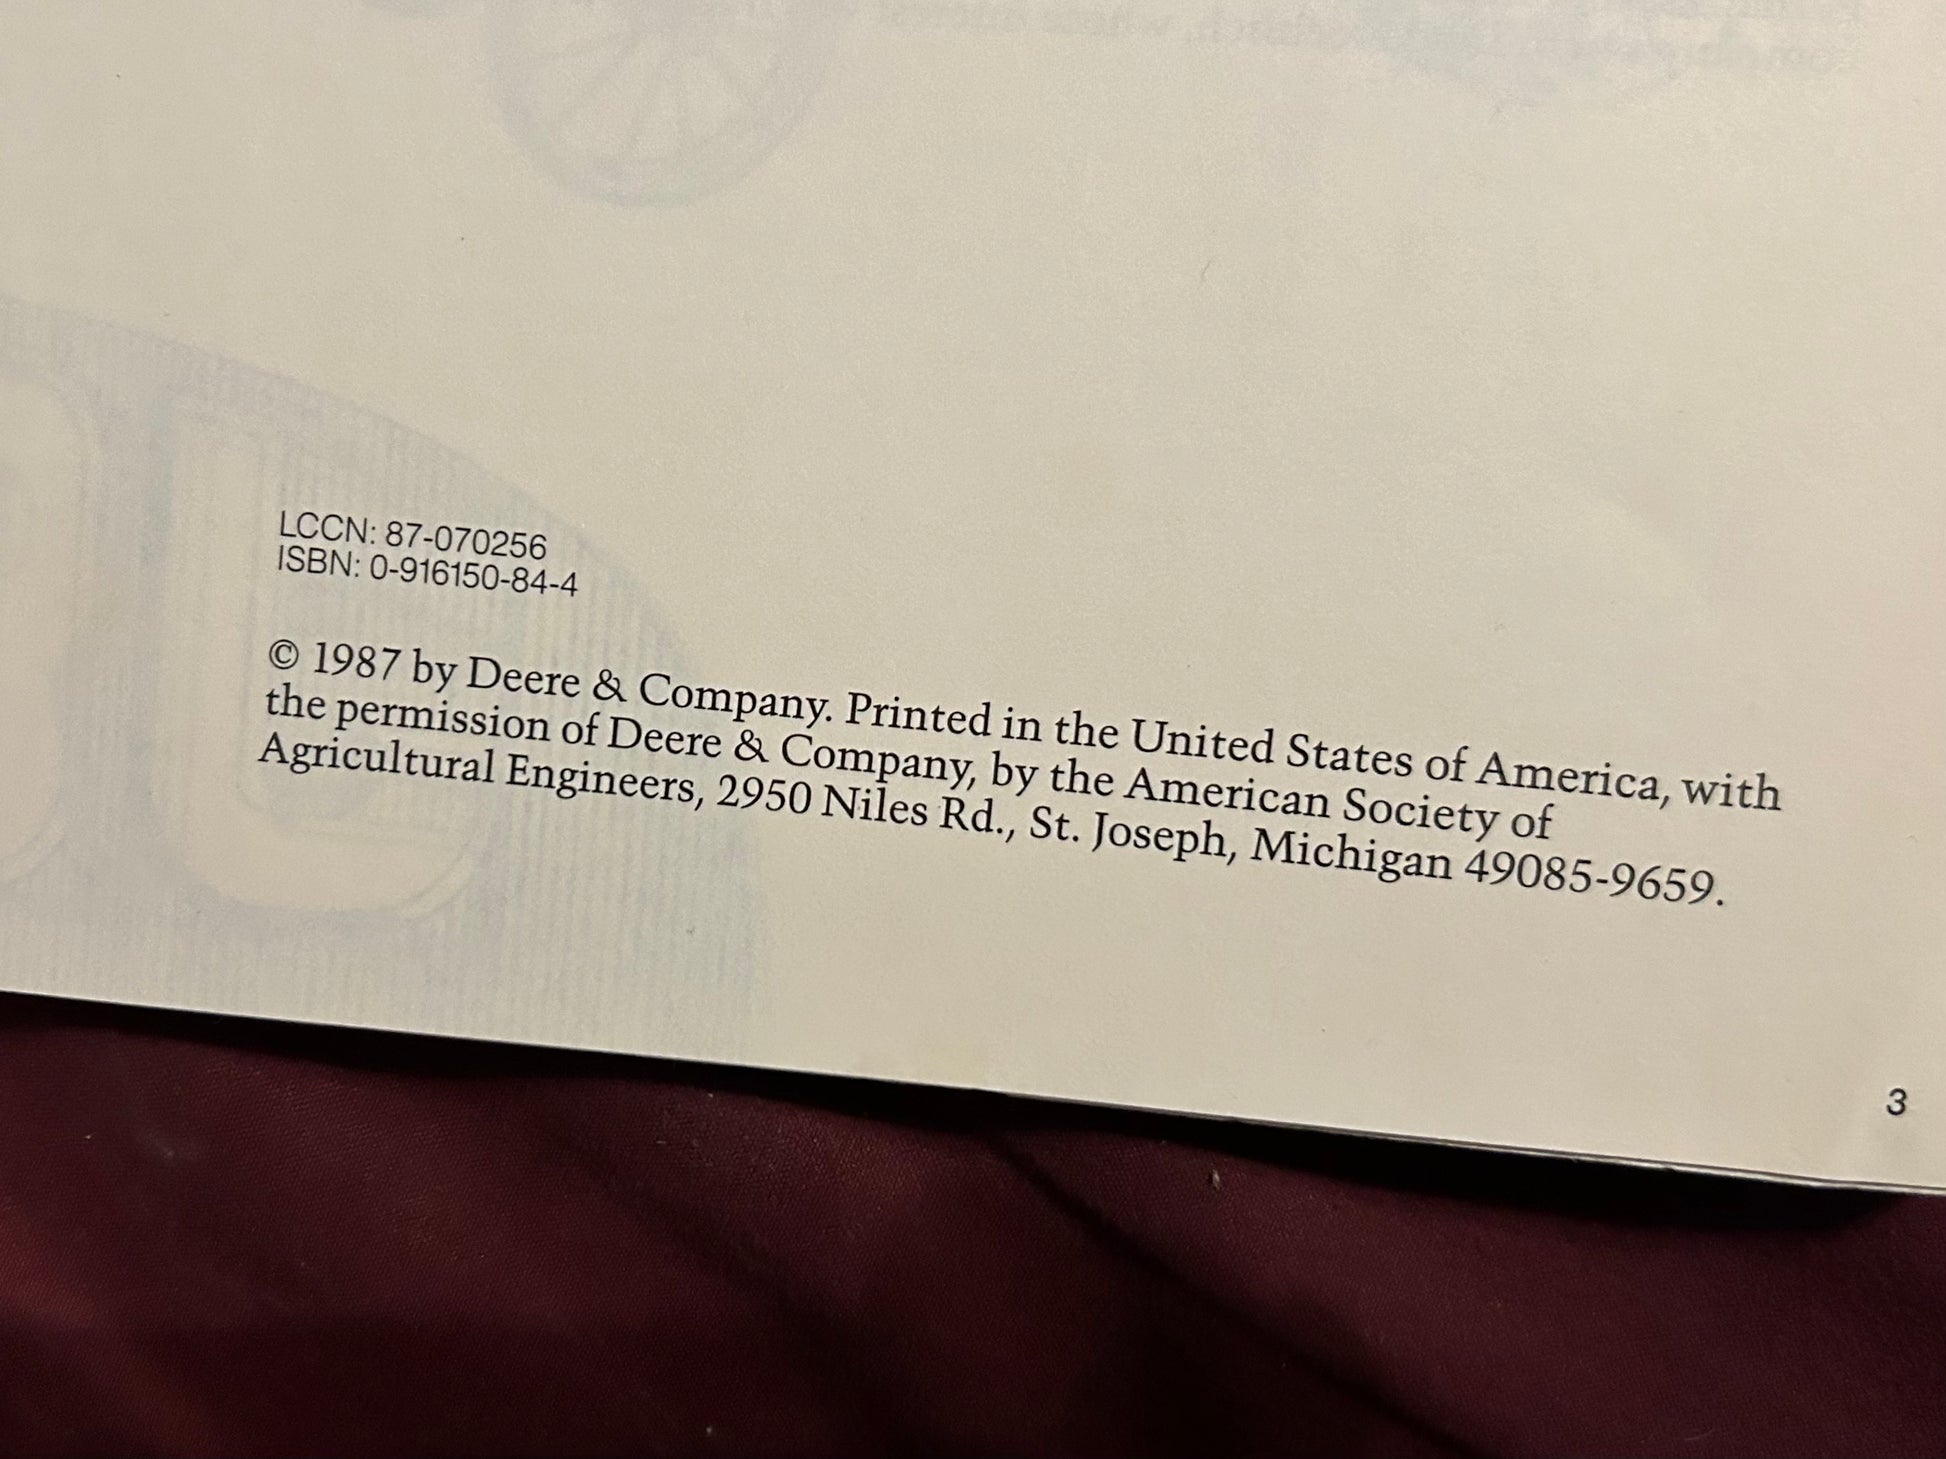 LCCN: 87-070256
ISBN: 0-916150-84-4
© 1987 by Deere & Company. Printed in the United States of America, with
the permission of Deere & Company, by the American Society of
Agricultural Engineers, 2950 Niles Rd., St. Joseph, Michigan 49085-9659.
3